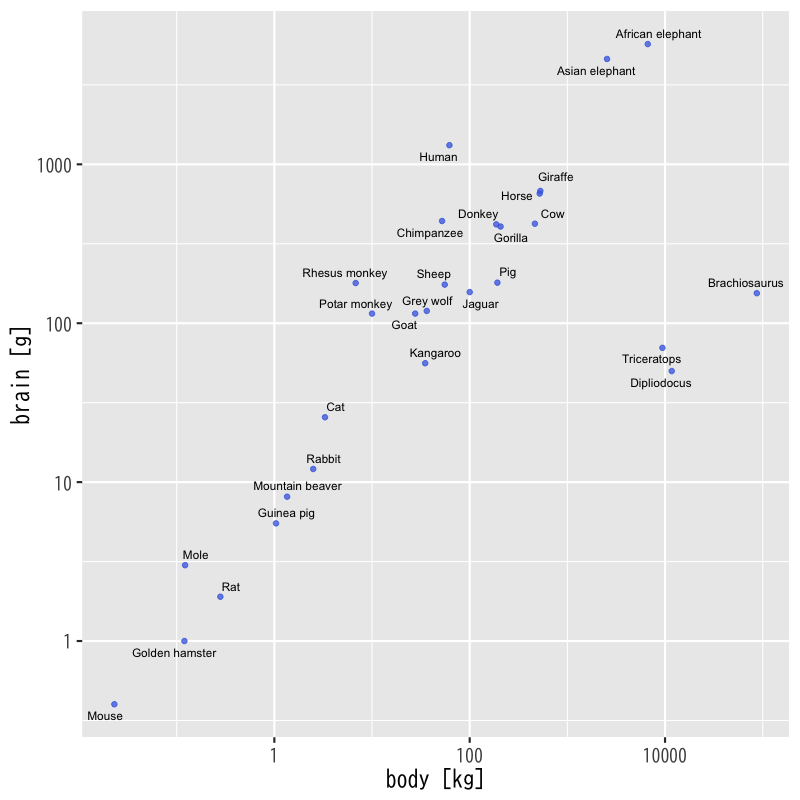 African elephant
Asian elephant
Human
1000
Giraffe
Horse
Donkey
Cow
Chimpanzee
Gorilla
Rhesus monkey
Sheep
Pig
Brachiosaurus
Potar monkey
Grey wolf
Jaguar
100
Goat
Kangaroo
Triceratops
Dipliodocus
brain [g]
Cat
Rabbit
10
Mountain beaver
Guinea pig
Mole
Rat
1
Golden hamster
Mouse
1
100
10000
body [kg]